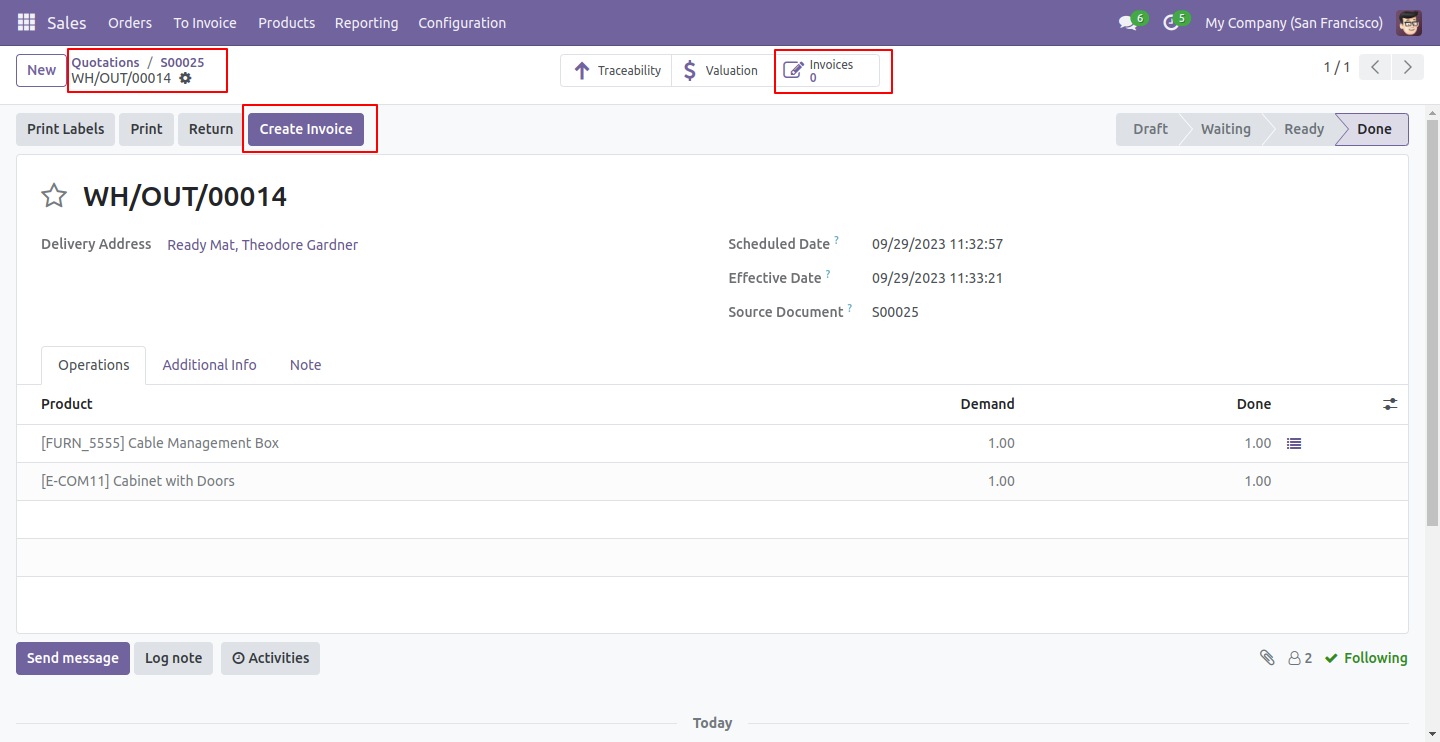 Sales Orders To Invoice Products Reporting Configuration 6 5 My Company (San Francisco)
New Quotations / S00025 Traceability Valuation Invoices 1 / 1
WH/OUT/00014 0
Print Labels Print Return Create Invoice Draft Waiting Ready Done
WH/OUT/00014
Delivery Address Ready Mat, Theodore Gardner Scheduled Date ? 09/29/2023 11:32:57
Effective Date ? 09/29/2023 11:33:21
Source Document ? S00025
Operations Additional Info Note
Product Demand Done
[FURN_5555] Cable Management Box 1.00 1.00
[E-COM11] Cabinet with Doors 1.00 1.00
Send message Log note Activities 2 Following
Today